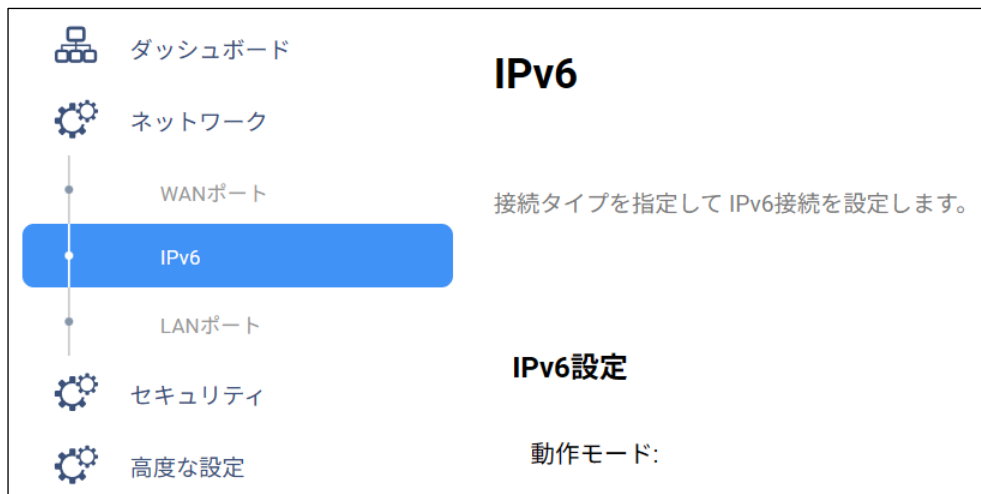 ダッシュボード
ネットワーク
WANポート
IPv6
LANポート
セキュリティ
高度な設定
IPv6
接続タイプを指定して IPv6接続を設定します。
IPv6設定
動作モード: